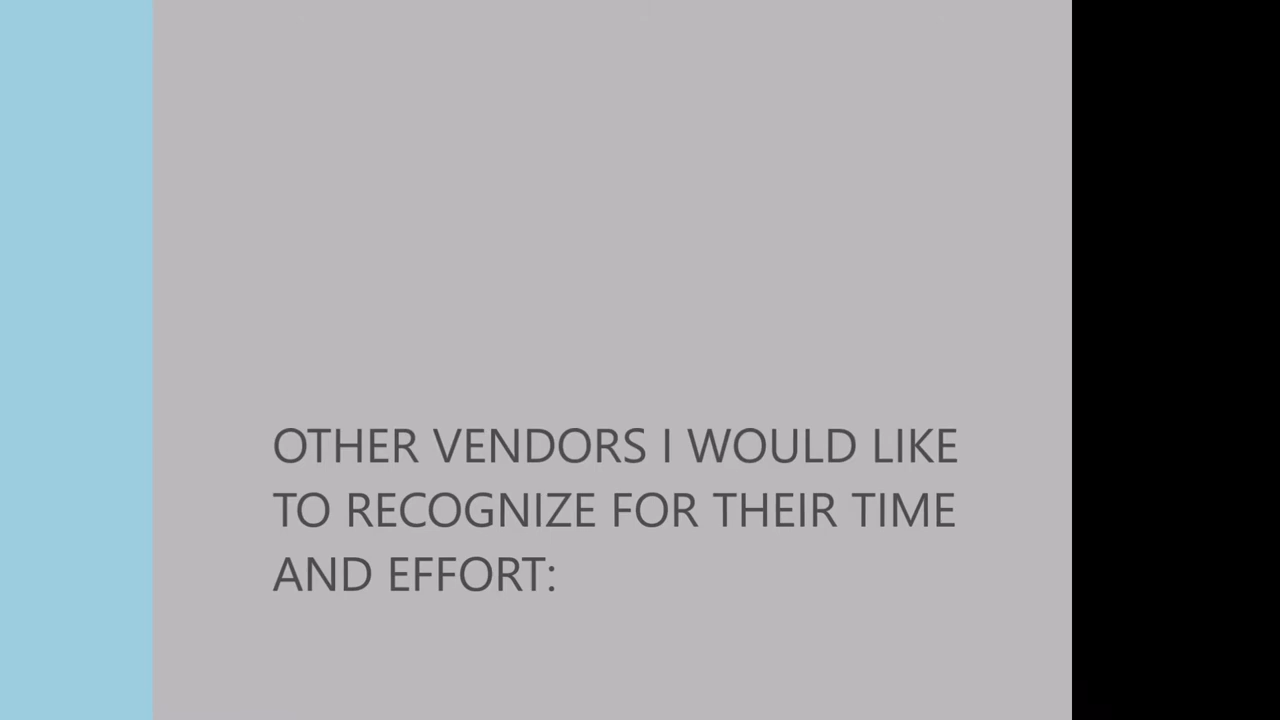 OTHER VENDORS I WOULD LIKE
TO RECOGNIZE FOR THEIR TIME
AND EFFORT: